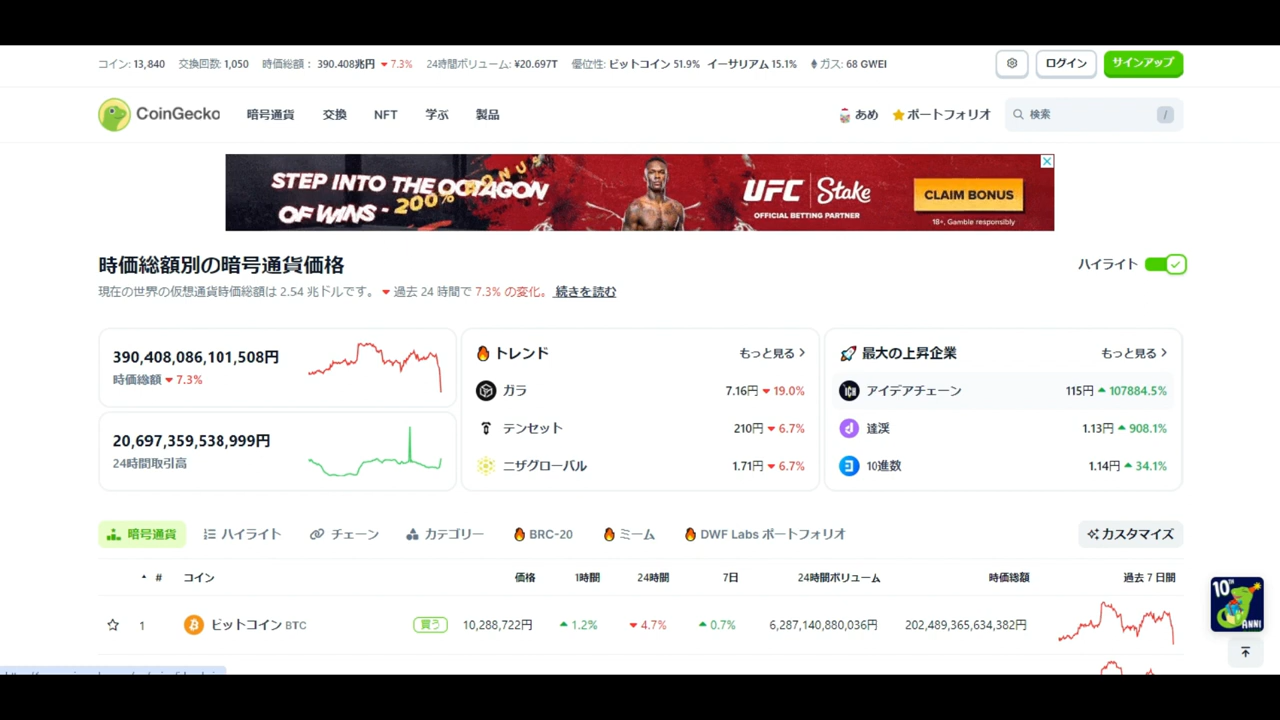 コイン: 13,840 交換回数: 1,050 時価総額： 390.408兆円 7.3% 24時間ボリューム: ¥20.697T 優位性: ビットコイン 51.9% イーサリアム 15.1% ガス: 68 GWEI
ログイン
サインアップ
CoinGecko 暗号通貨 交換 NFT 学ぶ 製品 あめ ポートフォリオ 検索 /
STEP INTO THE OCTAGON
OF WINS - 200% BONUS
UFC Stake
OFFICIAL BETTING PARTNER
CLAIM BONUS
18+, Gamble responsibly
時価総額別の暗号通貨価格
ハイライト
現在の世界の仮想通貨時価総額は 2.54 兆ドルです。 過去 24 時間で 7.3% の変化。 続きを読む
390,408,086,101,508円
時価総額 7.3%
20,697,359,538,999円
24時間取引高
トレンド もっと見る
ガラ 7.16円 19.0%
テンセット 210円 6.7%
ニザグローバル 1.71円 6.7%
最大の上昇企業 もっと見る
アイデアチェーン 115円 107884.5%
達渓 1.13円 908.1%
10進数 1.14円 34.1%
暗号通貨 ハイライト チェーン カテゴリー BRC-20 ミーム DWF Labs ポートフォリオ カスタマイズ
# コイン 価格 1時間 24時間 7日 24時間ボリューム 時価総額 過去 7 日間
1 ビットコイン BTC 買う 10,288,722円 1.2% 4.7% 0.7% 6,287,140,880,036円 202,489,365,634,382円
10TH
ANNI